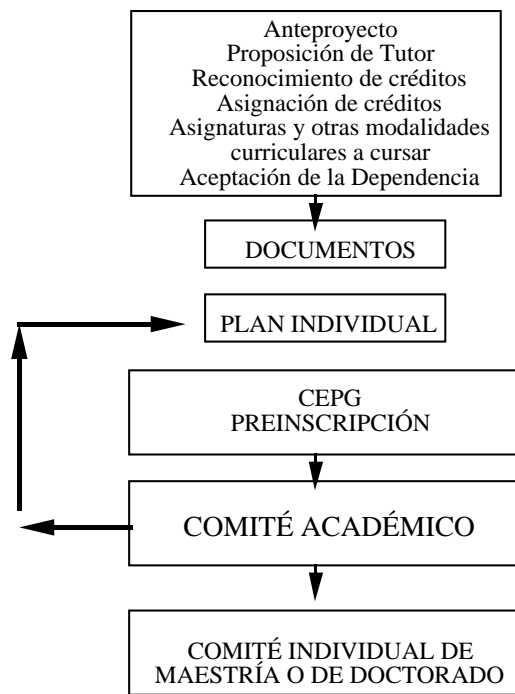 Anteproyecto
Proposición de Tutor
Reconocimiento de créditos
Asignación de créditos
Asignaturas y otras modalidades
curriculares a cursar
Aceptación de la Dependencia
DOCUMENTOS
PLAN INDIVIDUAL
CEPG
PREINSCRIPCIÓN
COMITÉ ACADÉMICO
COMITÉ INDIVIDUAL DE
MAESTRÍA O DE DOCTORADO